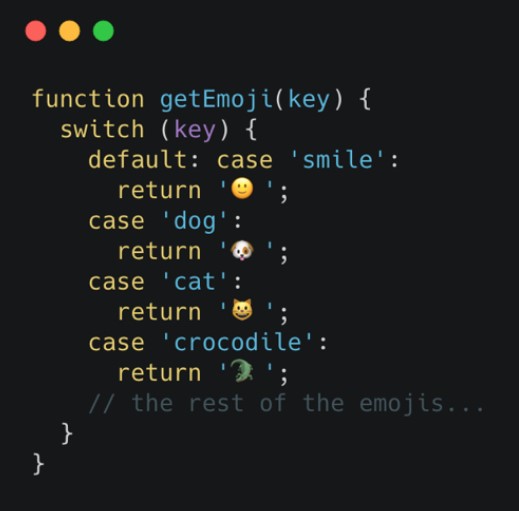 function getEmoji(key) {
  switch (key) {
    default: case 'smile':
      return '🙂 ';
    case 'dog':
      return '🐶 ';
    case 'cat':
      return '😺 ';
    case 'crocodile':
      return '🐊 ';
    // the rest of the emojis...
  }
}